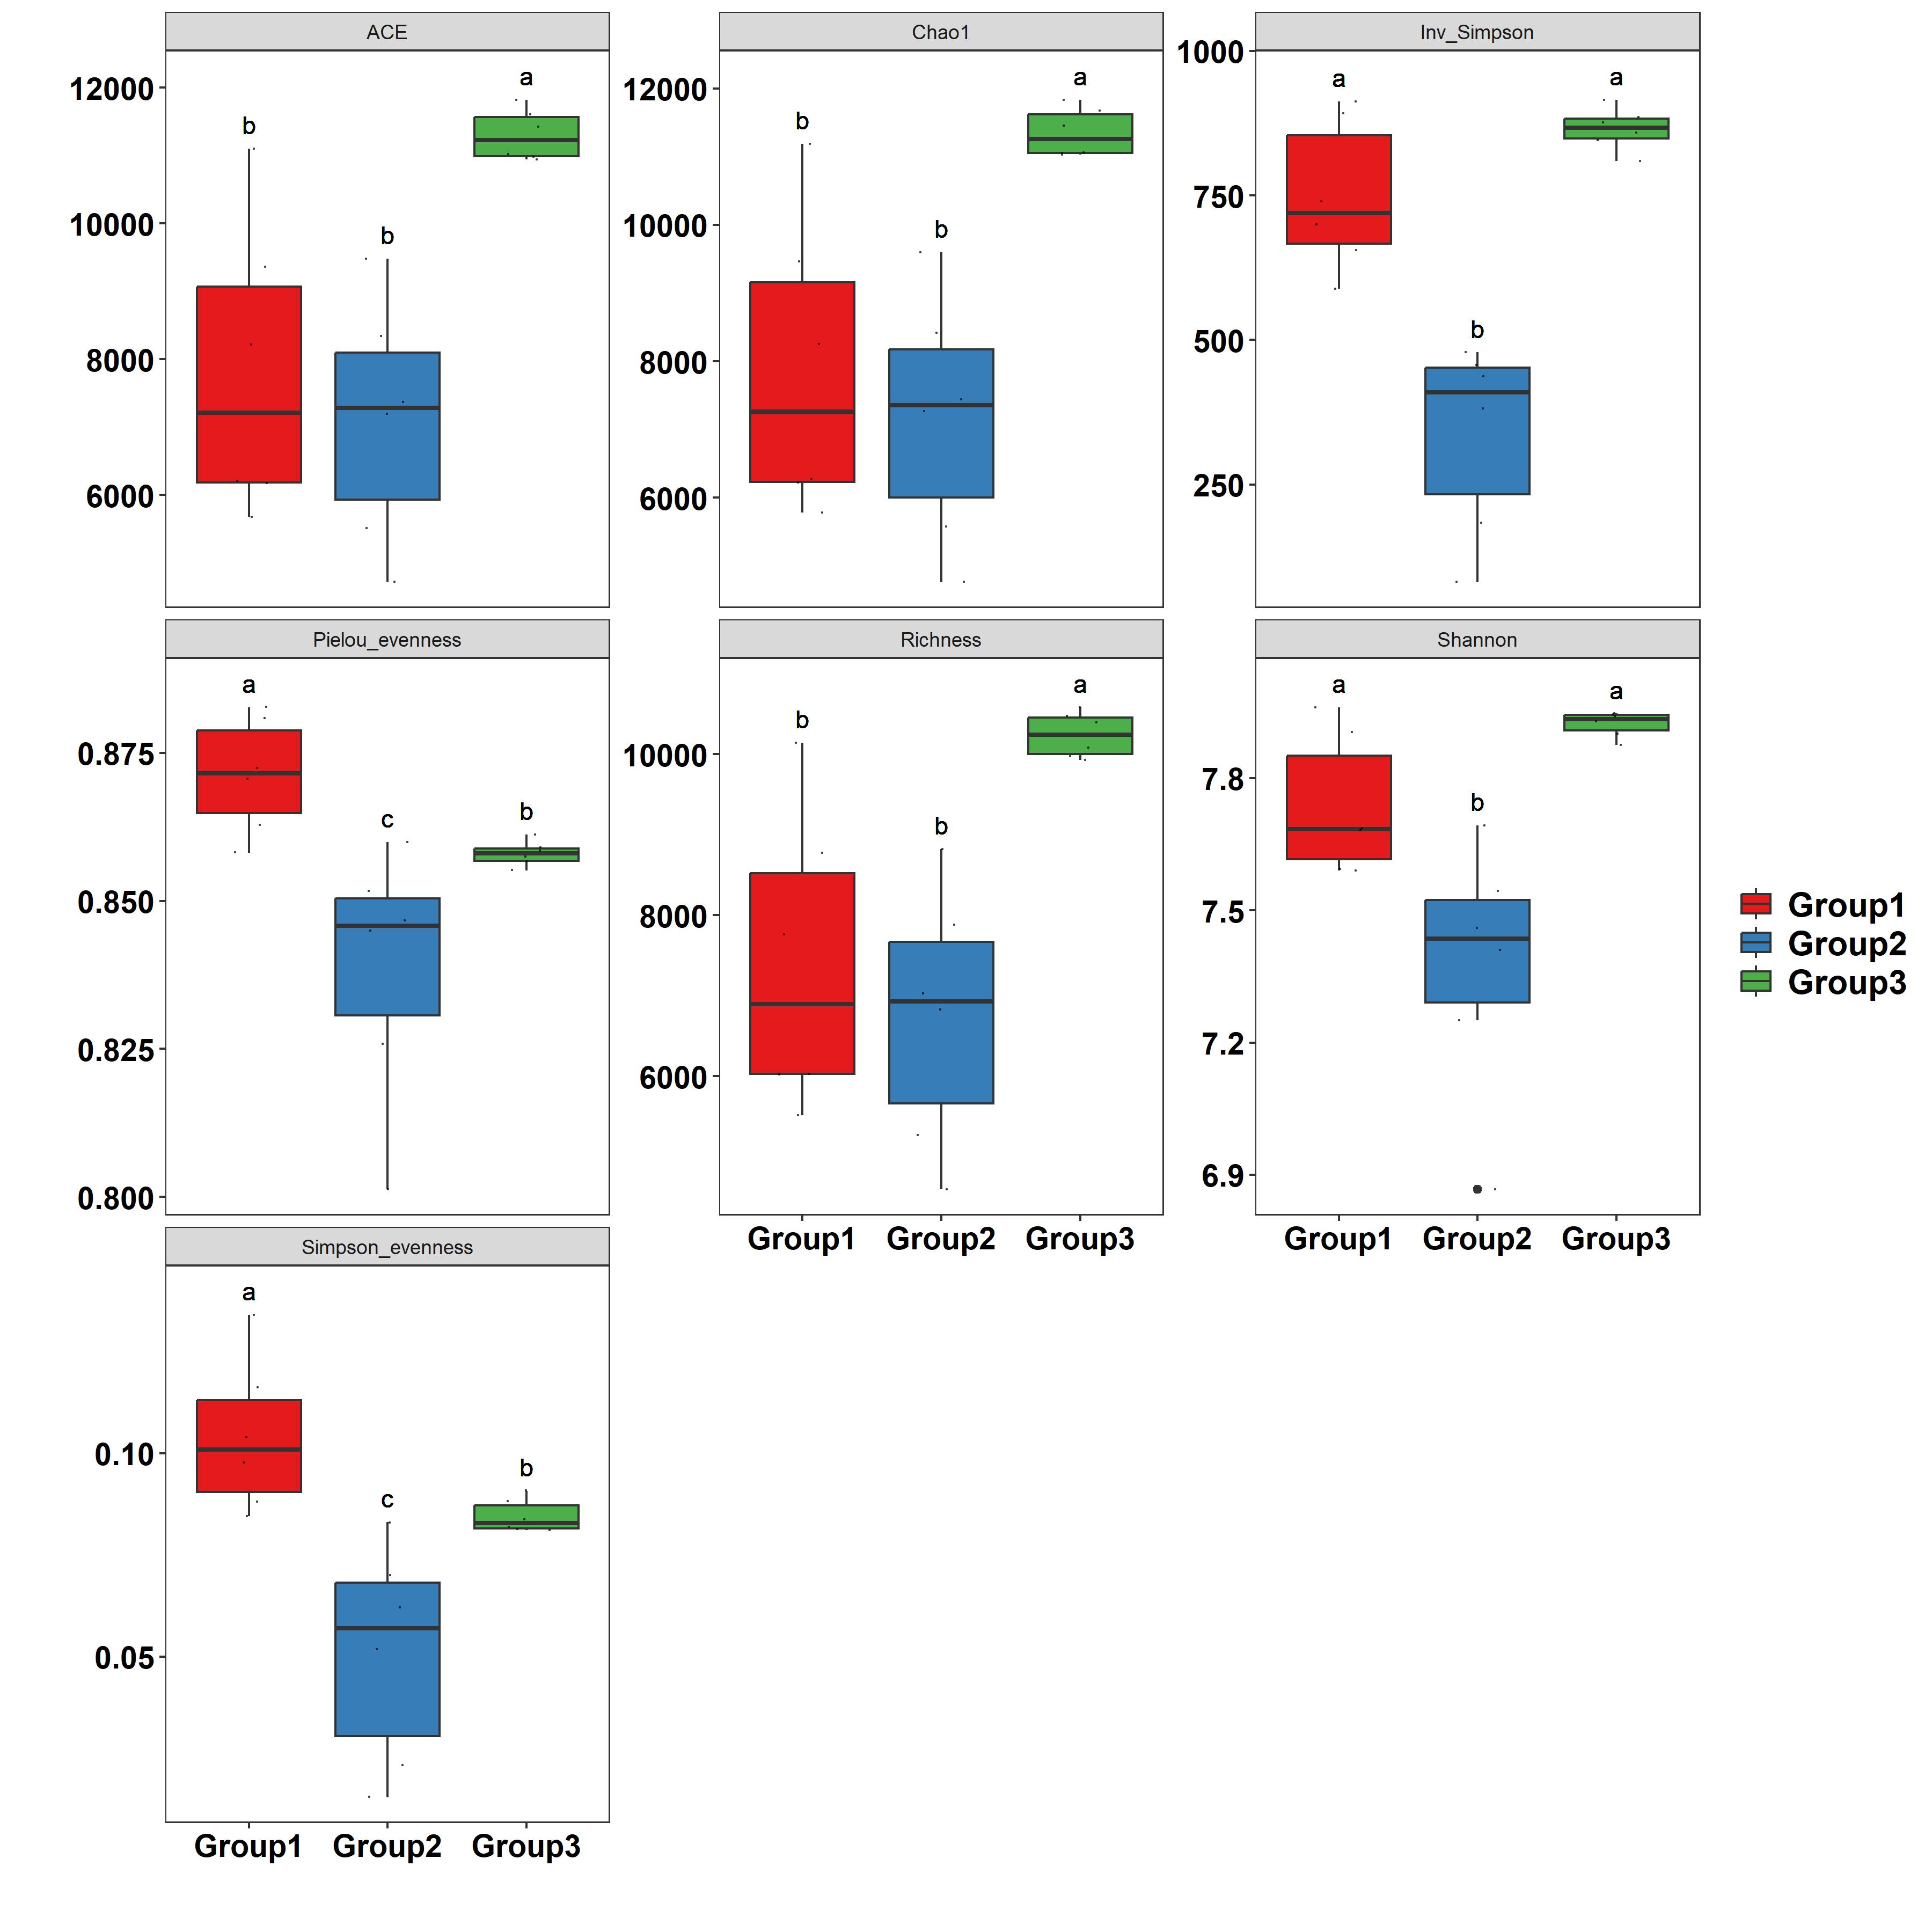 ACE
12000
10000
8000
6000
b
b
a
Chao1
12000
10000
8000
6000
b
b
a
Inv_Simpson
1000
750
500
250
a
b
a
Pielou_evenness
0.875
0.850
0.825
0.800
a
c
b
Richness
10000
8000
6000
b
b
a
Group1 Group2 Group3
Shannon
7.8
7.5
7.2
6.9
a
b
a
Group1 Group2 Group3
Simpson_evenness
0.10
0.05
a
c
b
Group1 Group2 Group3
Group1
Group2
Group3